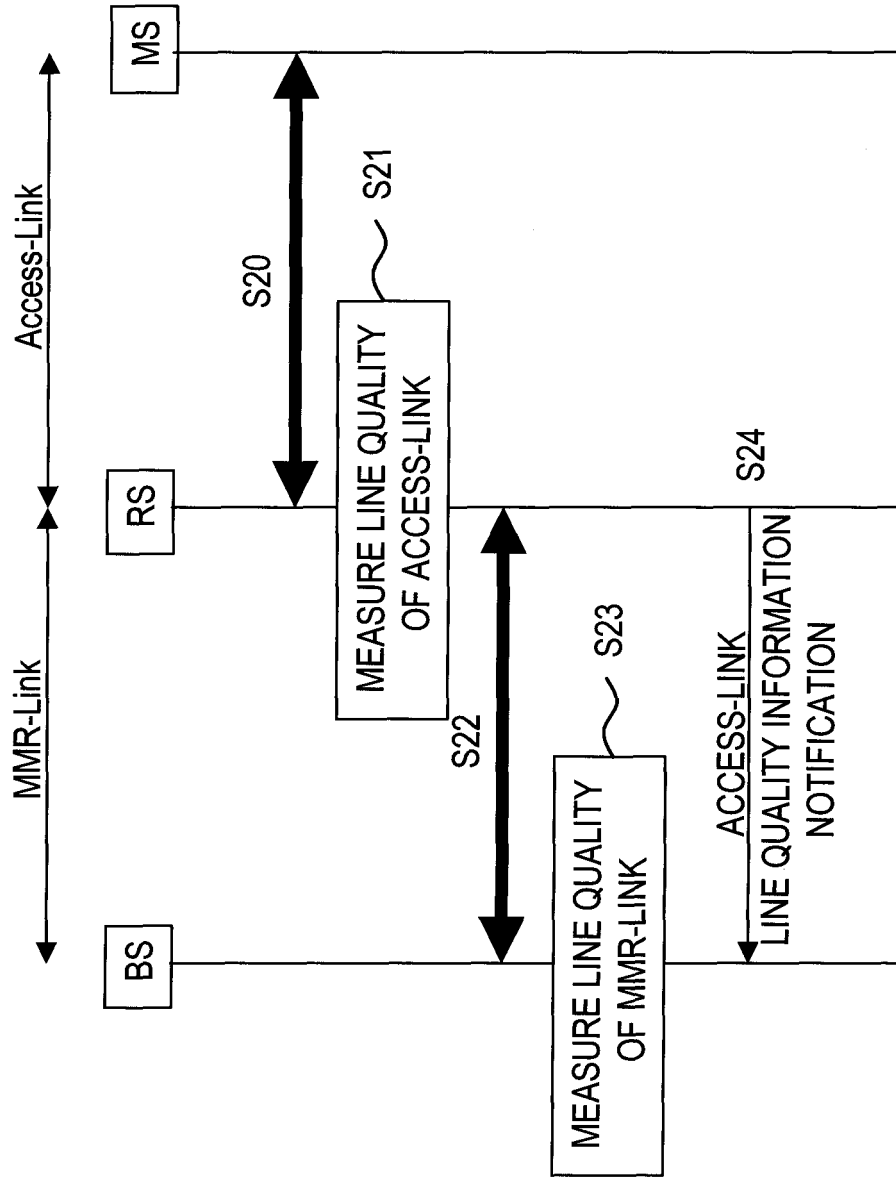 MMR-Link
Access-Link
BS
RS
MS
S20
MEASURE LINE QUALITY
OF ACCESS-LINK
S21
S22
MEASURE LINE QUALITY
OF MMR-LINK
S23
ACCESS-LINK
LINE QUALITY INFORMATION
NOTIFICATION
S24